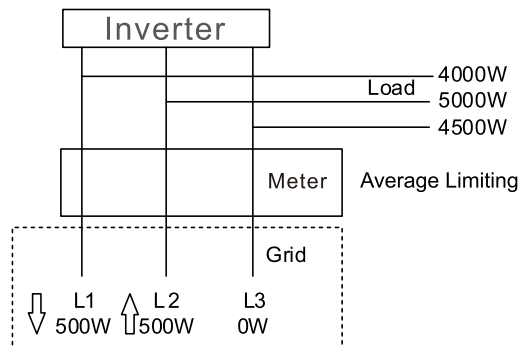 Inverter
4000W
Load
5000W
4500W
Meter
Average Limiting
Grid
L1 L2 L3
500W 500W 0W